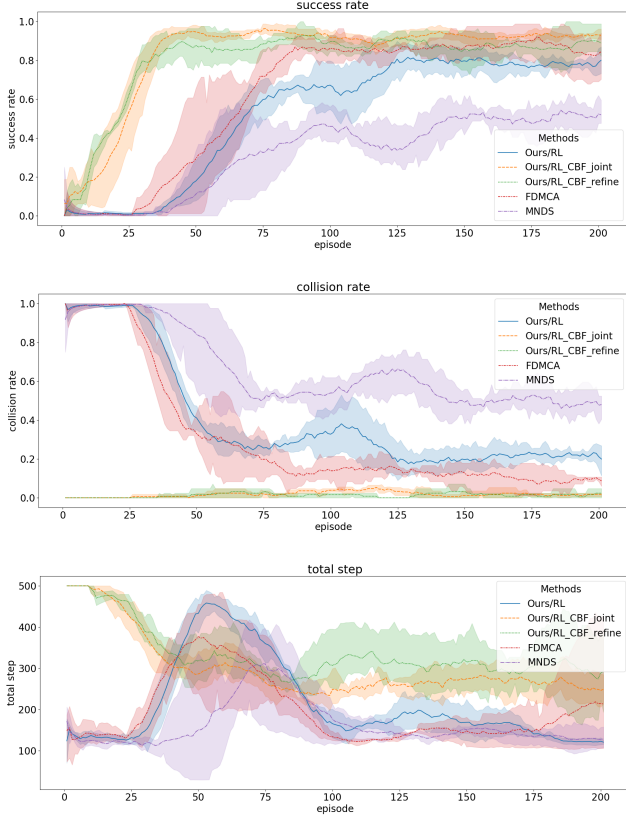 success rate
1.0
0.8
0.6
0.4
0.2
0.0
success rate
Methods
Ours/RL
Ours/RL_CBF_joint
Ours/RL_CBF_refine
FDMCA
MNDS
0 25 50 75 100 125 150 175 200
episode
collision rate
1.0
0.8
0.6
0.4
0.2
0.0
collision rate
Methods
Ours/RL
Ours/RL_CBF_joint
Ours/RL_CBF_refine
FDMCA
MNDS
0 25 50 75 100 125 150 175 200
episode
total step
500
400
300
200
100
total step
Methods
Ours/RL
Ours/RL_CBF_joint
Ours/RL_CBF_refine
FDMCA
MNDS
0 25 50 75 100 125 150 175 200
episode